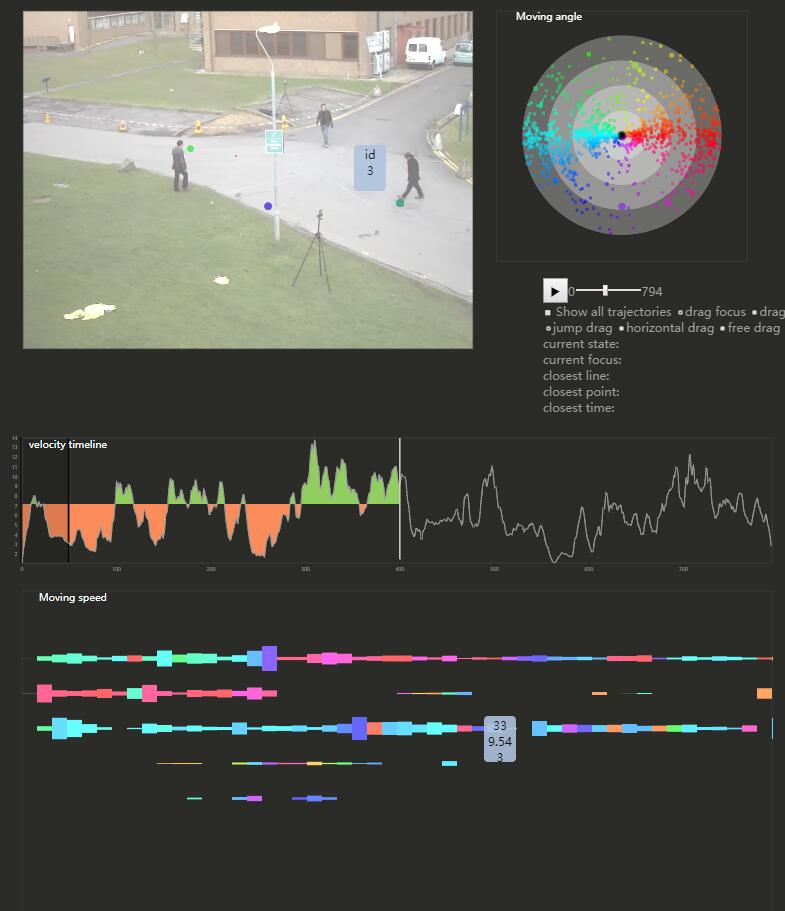 Moving angle
id
3
0 794
Show all trajectories drag focus drag
jump drag horizontal drag free drag
current state:
current focus:
closest line:
closest point:
closest time:
velocity timeline
14
13
12
11
10
9
8
7
6
5
4
3
2
0 100 200 300 400 500 600 700
Moving speed
33
9.54
3